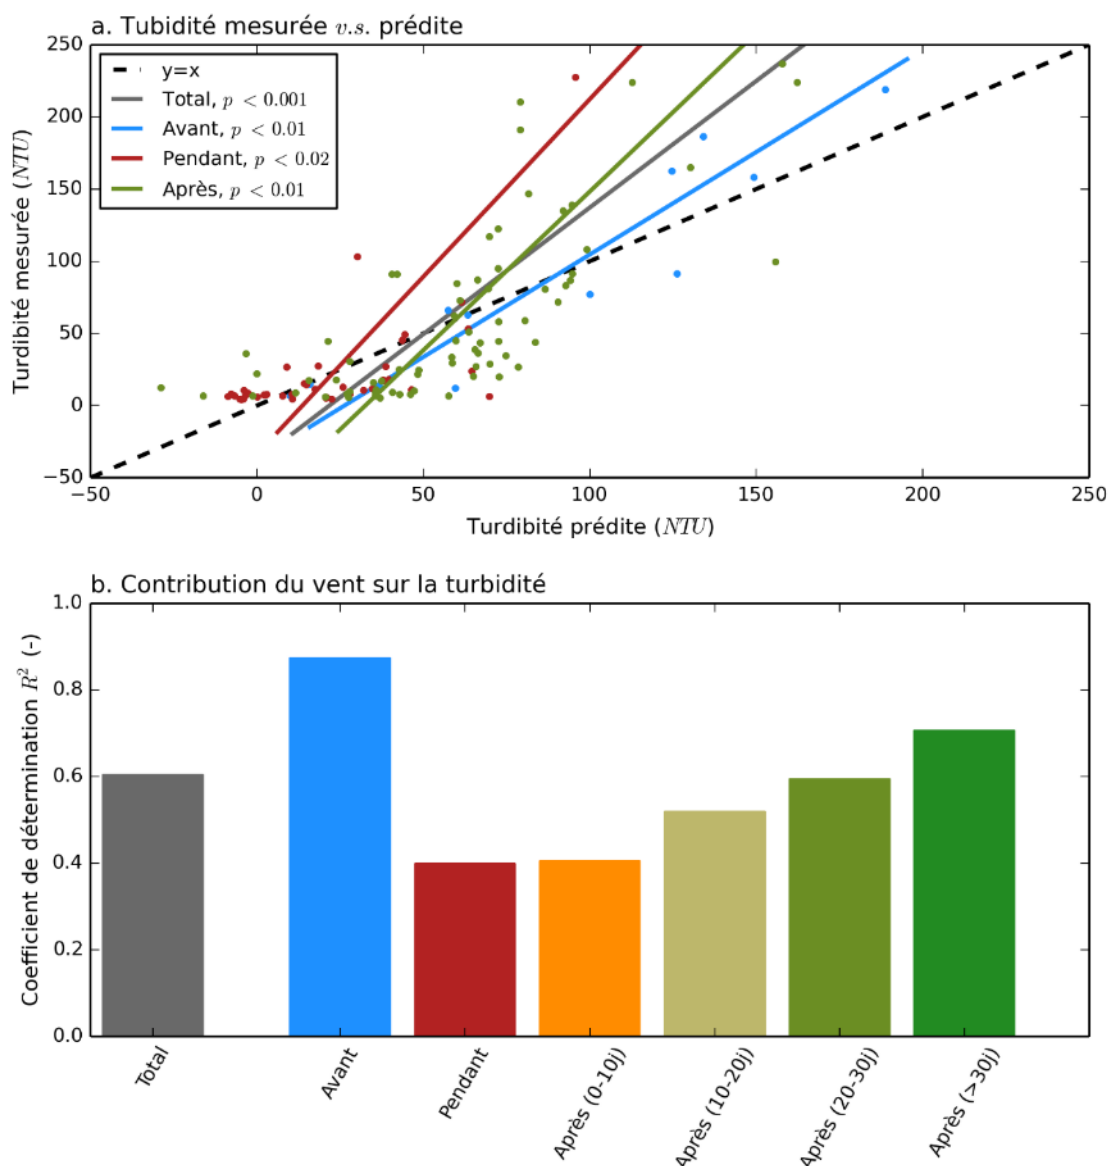 a. Tubidité mesurée v.s. prédite
250
200
150
100
50
0
−50
Turdibité mesurée (NTU)
y=x
Total, p < 0.001
Avant, p < 0.01
Pendant, p < 0.02
Après, p < 0.01
−50 0 50 100 150 200 250
Turdibité prédite (NTU)
b. Contribution du vent sur la turbidité
1.0
0.8
0.6
0.4
0.2
0.0
Coefficient de détermination R² (-)
Total
Avant
Pendant
Après (0-10j)
Après (10-20j)
Après (20-30j)
Après (>30j)